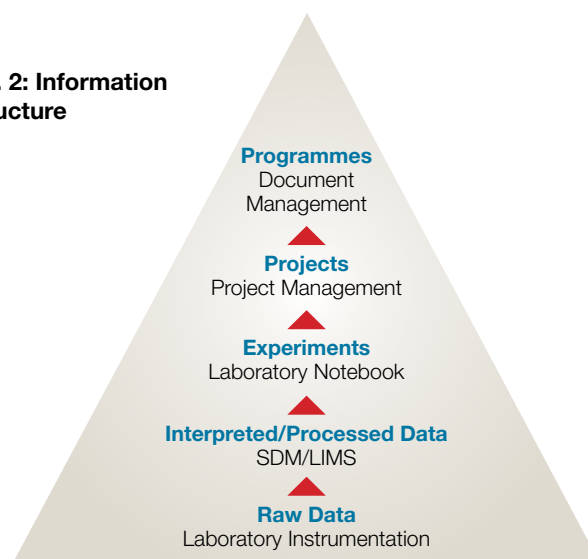 . 2: Information
ucture
Programmes
Document
Management
Projects
Project Management
Experiments
Laboratory Notebook
Interpreted/Processed Data
SDM/LIMS
Raw Data
Laboratory Instrumentation